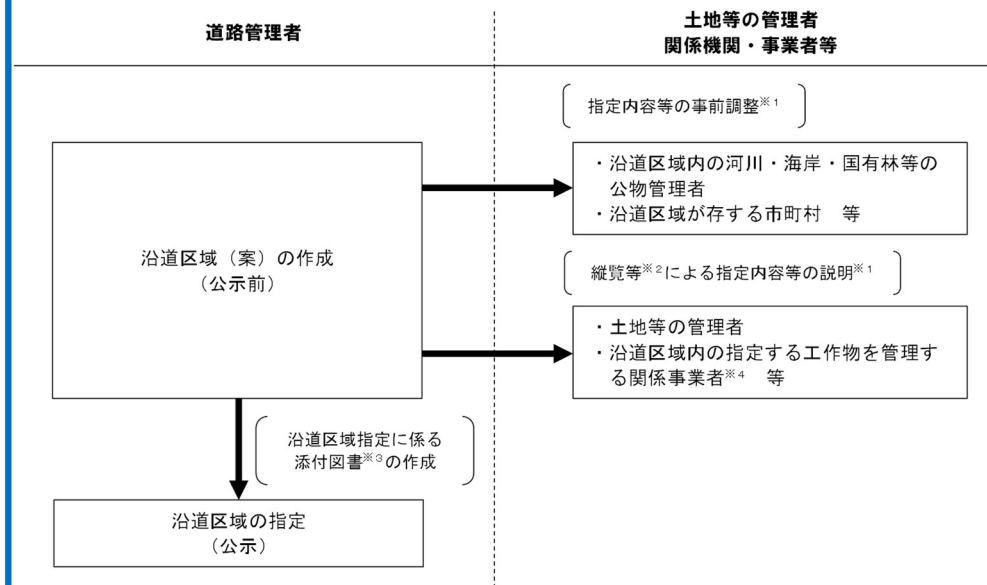 道路管理者
土地等の管理者
関係機関・事業者等
指定内容等の事前調整※1
・沿道区域内の河川・海岸・国有林等の
公物管理者
・沿道区域が存する市町村 等
沿道区域（案）の作成
（公示前）
縦覧等※2による指定内容等の説明※1
・土地等の管理者
・沿道区域内の指定する工作物を管理す
る関係事業者※4 等
沿道区域指定に係る
添付図書※3の作成
沿道区域の指定
（公示）